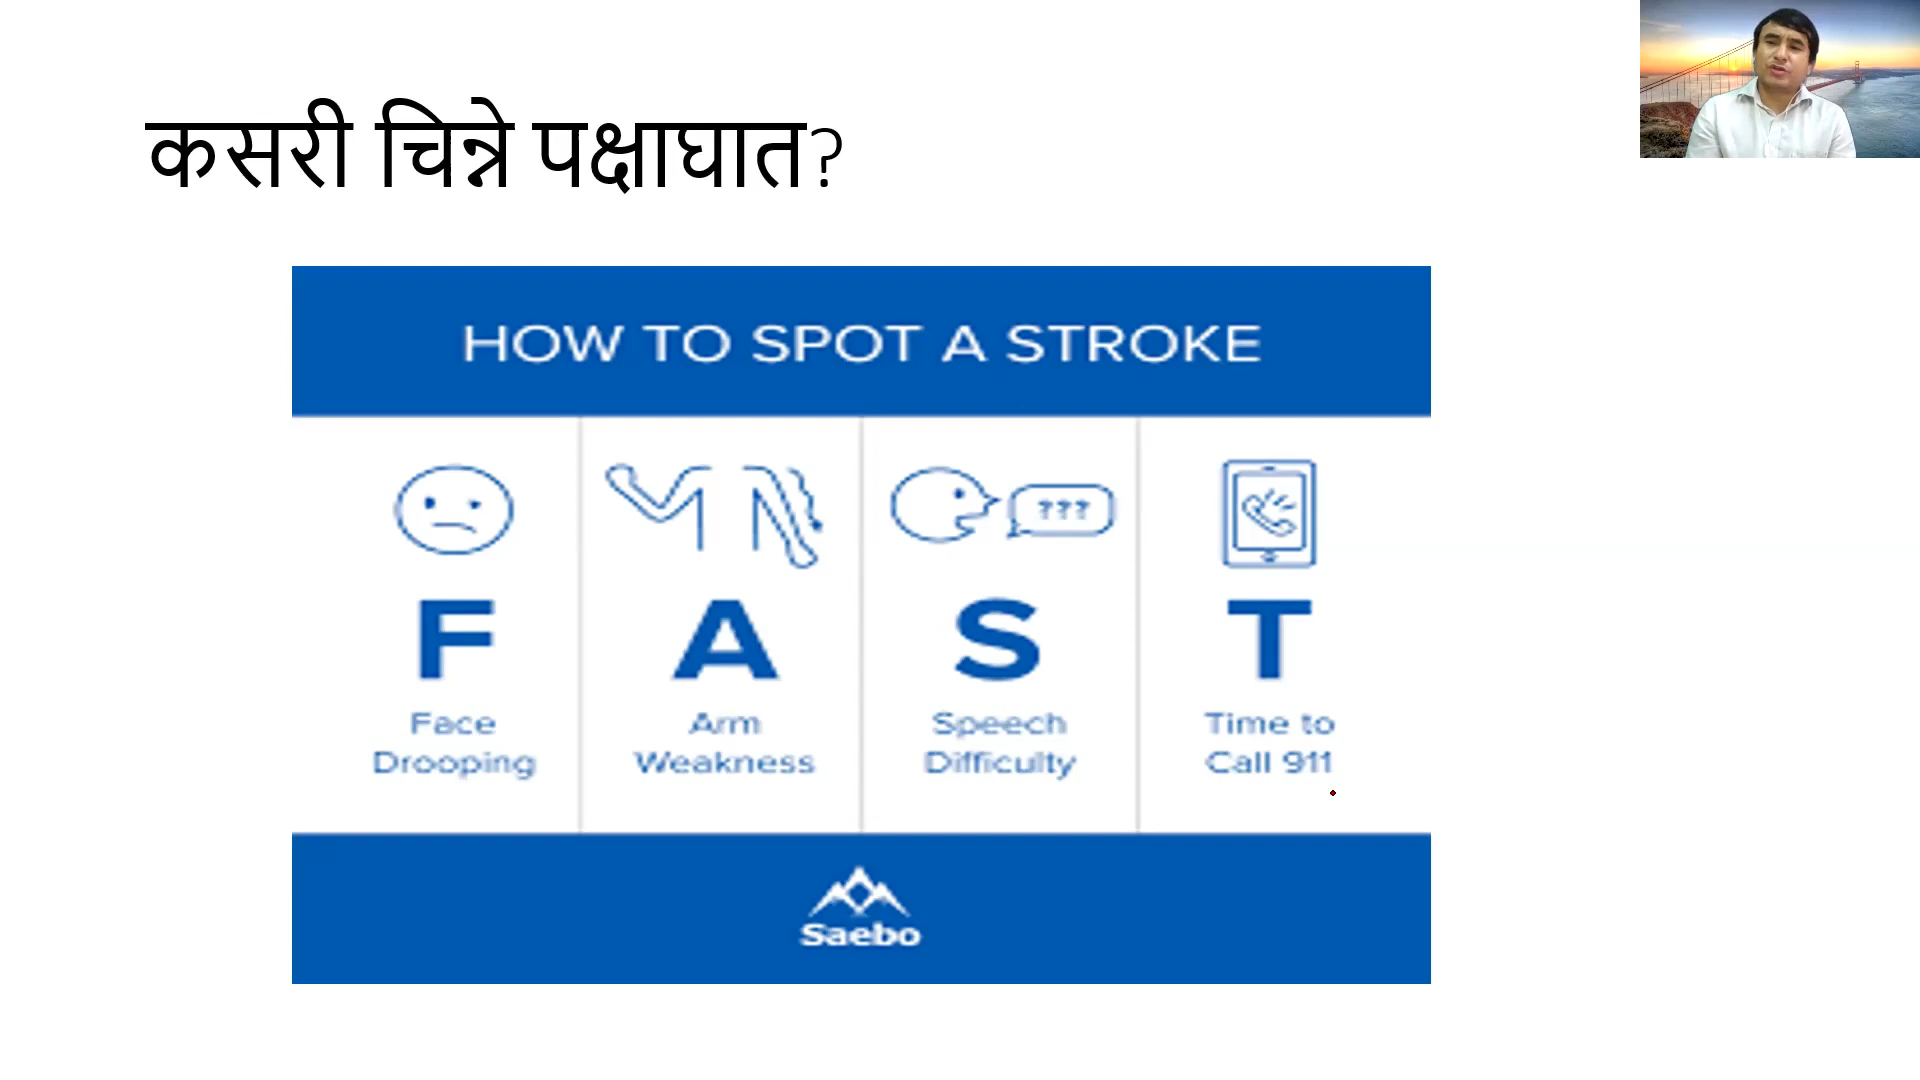 कसरी चिन्ने पक्षाघात?
HOW TO SPOT A STROKE
???
F A S T
Face Drooping
Arm Weakness
Speech Difficulty
Time to Call 911
Saebo